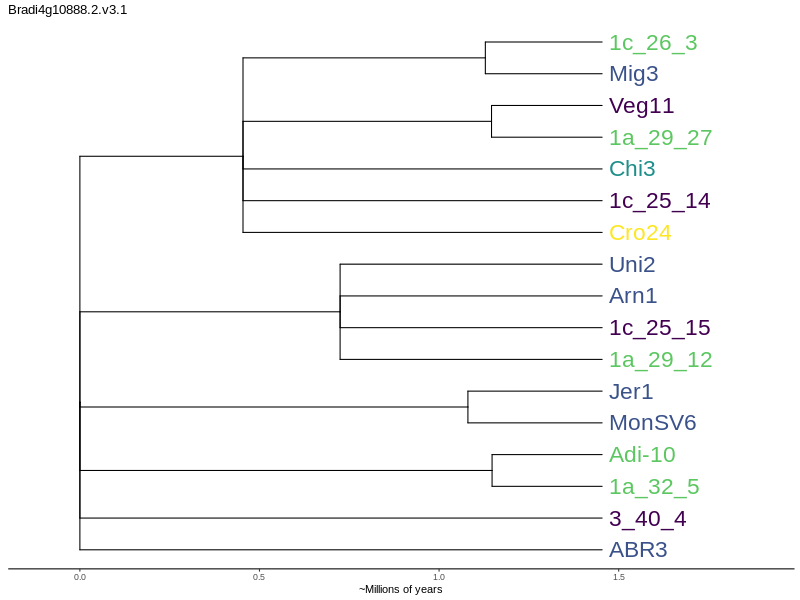 Bradi4g10888.2.v3.1
1c_26_3
Mig3
Veg11
1a_29_27
Chi3
1c_25_14
Cro24
Uni2
Arn1
1c_25_15
1a_29_12
Jer1
MonSV6
Adi-10
1a_32_5
3_40_4
ABR3
0.0 0.5 1.0 1.5
~Millions of years